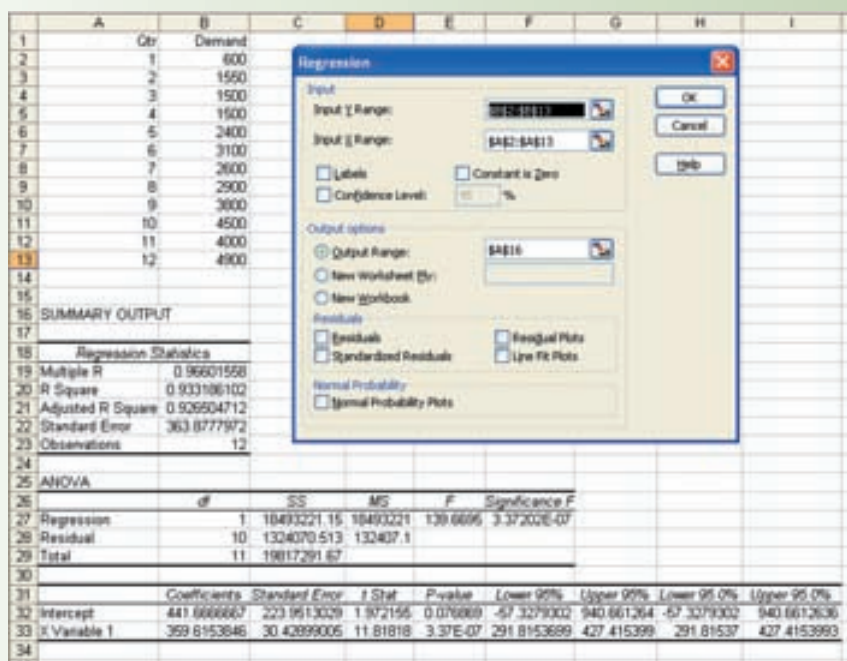 A B C D E F G H I
1 Qtr Demand
2 1 600
3 2 1550
4 3 1500
5 4 1500
6 5 2400
7 6 3100
8 7 2600
9 8 2900
10 9 3800
11 10 4500
12 11 4000
13 12 4900
14
15
16 SUMMARY OUTPUT
17
18 Regression Statistics
19 Multiple R 0.96601558
20 R Square 0.933186102
21 Adjusted R Square 0.926504712
22 Standard Error 363.8777972
23 Observations 12
24
25 ANOVA
26 df SS MS F Significance F
27 Regression 1 18493221.15 18493221 139.6695 3.37202E-07
28 Residual 10 1324070.513 132407.1
29 Total 11 19817291.67
30
31 Coefficients Standard Error t Stat P-value Lower 95% Upper 95% Lower 95.0% Upper 95.0%
32 Intercept 441.6666667 223.9513029 1.972155 0.076869 -57.3279302 940.661264 -57.3279302 940.6612636
33 X Variable 1 359.6153846 30.42899005 11.81818 3.37E-07 291.8153699 427.415399 291.81537 427.4153993
34
Regression
Input
Input Y Range: $B$2:$B$13
Input X Range: $A$2:$A$13
Labels Constant is Zero
Confidence Level: 95 %
Output options
Output Range: $A$16
New Worksheet Ply:
New Workbook
Residuals
Residuals Residual Plots
Standardized Residuals Line Fit Plots
Normal Probability
Normal Probability Plots
OK
Cancel
Help